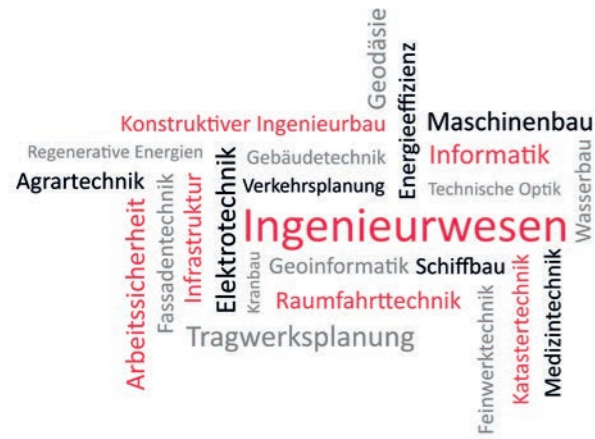 Geodäsie
Energieeffizienz
Konstruktiver Ingenieurbau
Maschinenbau
Regenerative Energien
Gebäudetechnik
Informatik
Wasserbau
Agrartechnik
Fassadentechnik
Infrastruktur
Elektrotechnik
Verkehrsplanung
Technische Optik
Arbeitssicherheit
Ingenieurwesen
Kranbau
Geoinformatik
Schiffbau
Katastertechnik
Medizintechnik
Raumfahrttechnik
Feinwerktechnik
Tragwerksplanung